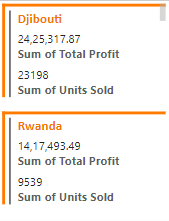 Djibouti
24,25,317.87
Sum of Total Profit
23198
Sum of Units Sold
Rwanda
14,17,493.49
Sum of Total Profit
9539
Sum of Units Sold